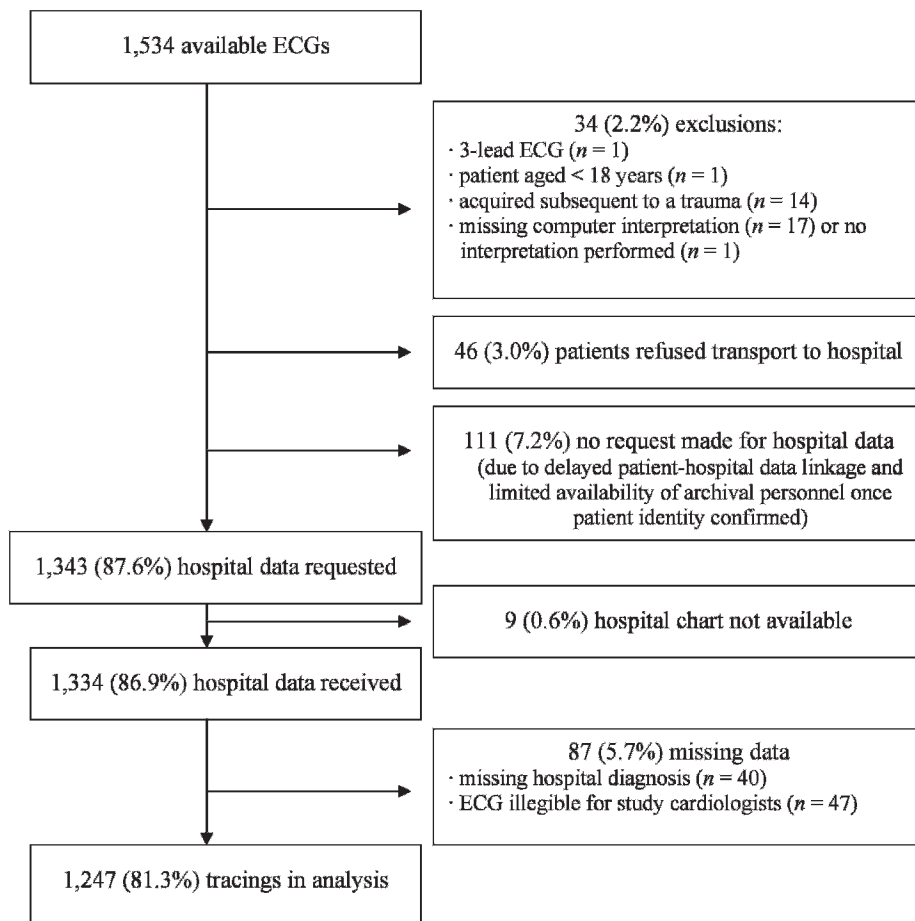 1,534 available ECGs
34 (2.2%) exclusions:
· 3-lead ECG (n = 1)
· patient aged < 18 years (n = 1)
· acquired subsequent to a trauma (n = 14)
· missing computer interpretation (n = 17) or no
interpretation performed (n = 1)
46 (3.0%) patients refused transport to hospital
111 (7.2%) no request made for hospital data
(due to delayed patient-hospital data linkage and
limited availability of archival personnel once
patient identity confirmed)
1,343 (87.6%) hospital data requested
9 (0.6%) hospital chart not available
1,334 (86.9%) hospital data received
87 (5.7%) missing data
· missing hospital diagnosis (n = 40)
· ECG illegible for study cardiologists (n = 47)
1,247 (81.3%) tracings in analysis